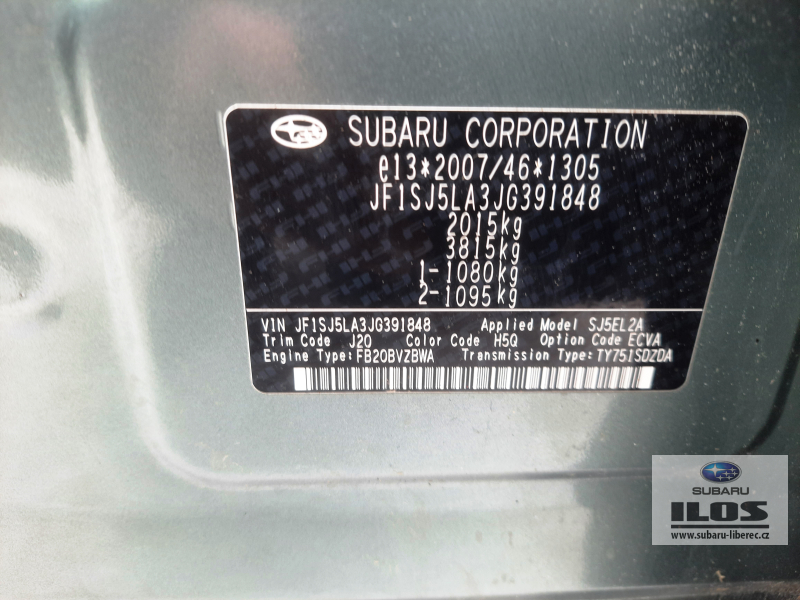 SUBARU CORPORATION
e13*2007/46*1305
JF1SJ5LA3JG391848
2015kg
3815kg
1-1080kg
2-1095kg
VIN JF1SJ5LA3JG391848 Applied Model SJ5EL2A
Trim Code J20 Color Code H5Q Option Code ECVA
Engine Type:FB20BVZBWA Transmission Type:TY751SDZDA
SUBARU
ILOS
www.subaru-liberec.cz